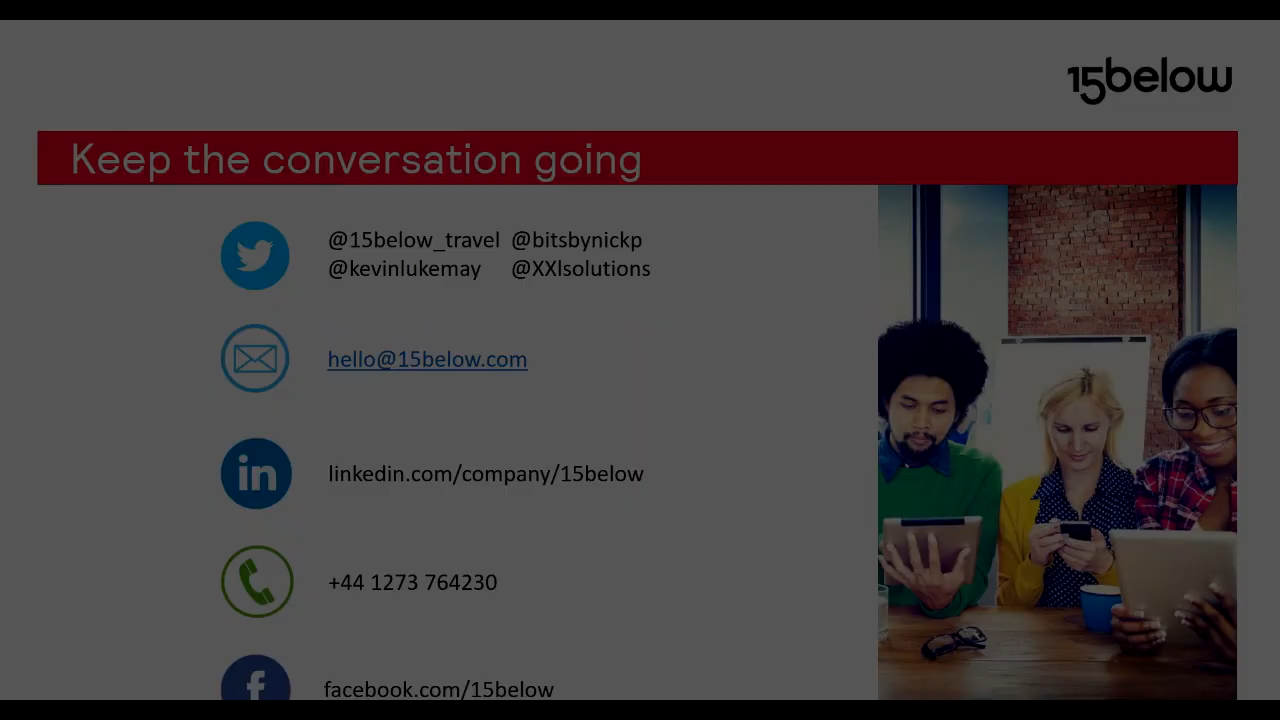 15below
Keep the conversation going
@15below_travel @bitsbynickp
@kevinlukemay @XXlsolutions
hello@15below.com
in
linkedin.com/company/15below
+44 1273 764230
f
facebook.com/15below